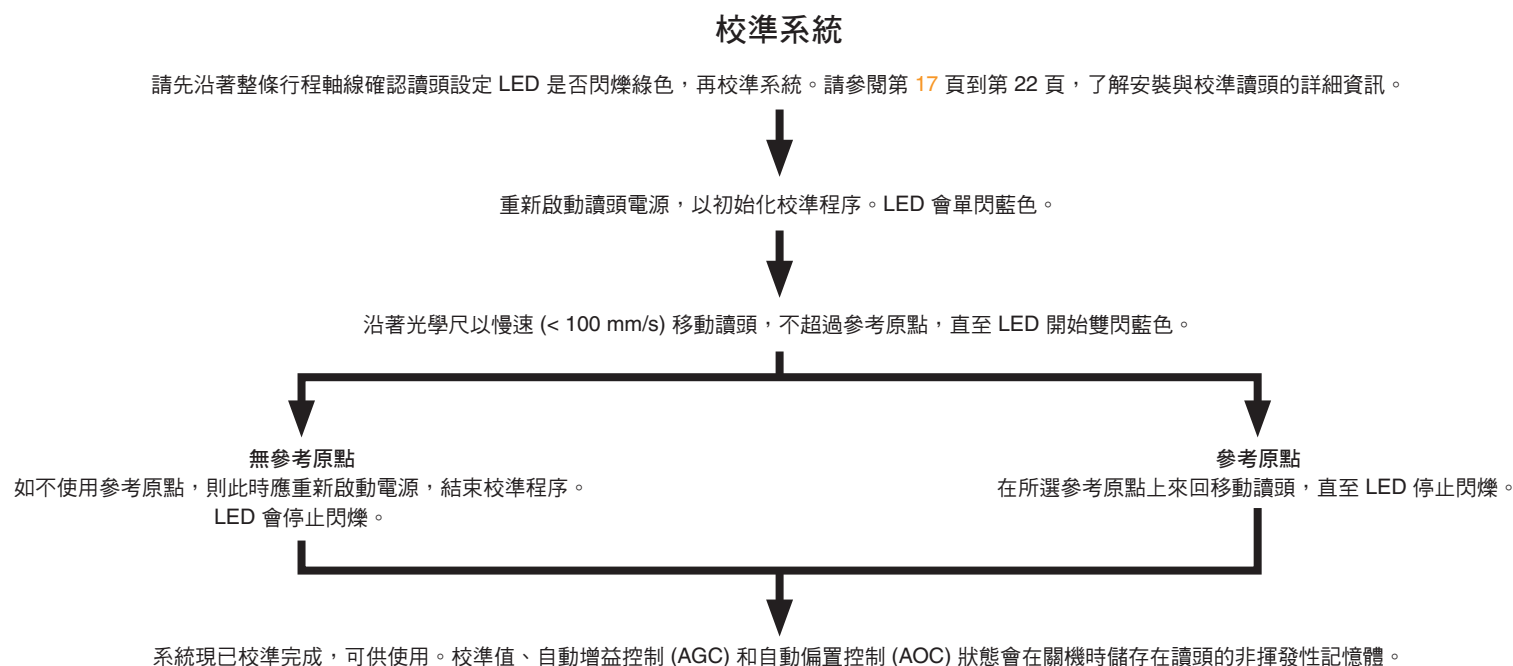 校準系統
請先沿著整條行程軸線確認讀頭設定 LED 是否閃爍綠色，再校準系統。請參閱第 17 頁到第 22 頁，了解安裝與校準讀頭的詳細資訊。
重新啟動讀頭電源，以初始化校準程序。LED 會單閃藍色。
沿著光學尺以慢速 (< 100 mm/s) 移動讀頭，不超過參考原點，直至 LED 開始雙閃藍色。
無參考原點
如不使用參考原點，則此時應重新啟動電源，結束校準程序。
LED 會停止閃爍。
參考原點
在所選參考原點上來回移動讀頭，直至 LED 停止閃爍。
系統現已校準完成，可供使用。校準值、自動增益控制 (AGC) 和自動偏置控制 (AOC) 狀態會在關機時儲存在讀頭的非揮發性記憶體。